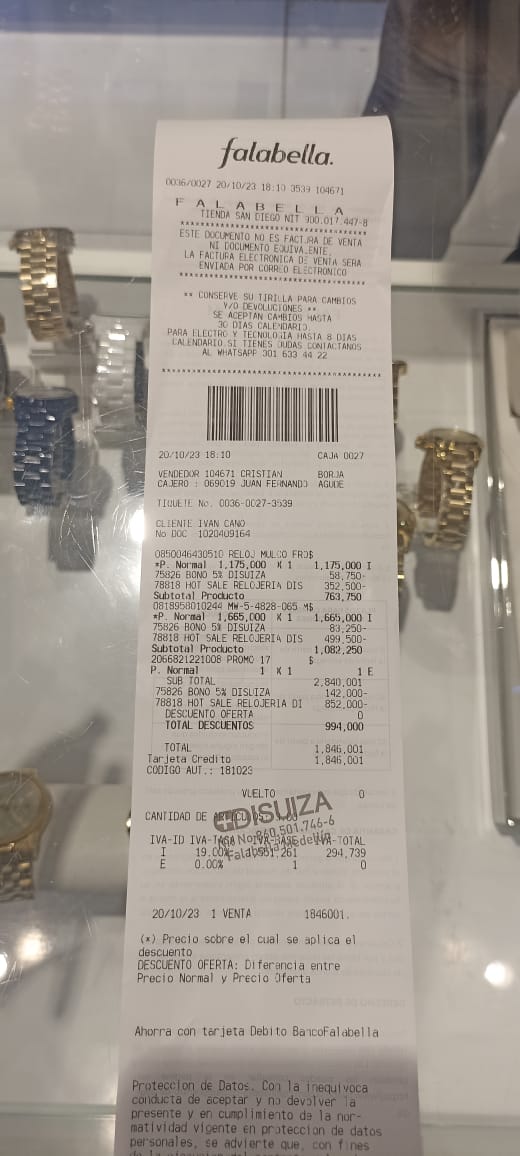 falabella.
0036/0027 20/10/23 18:10 3539 104671
F A L A B E L L A
TIENDA SAN DIEGO NIT 900.017.447-8
****************************************
ESTE DOCUMENTO NO ES FACTURA DE VENTA
NI DOCUMENTO EQUIVALENTE.
LA FACTURA ELECTRONICA DE VENTA SERA
ENVIADA POR CORREO ELECTRONICO
****************************************
** CONSERVE SU TIRILLA PARA CAMBIOS
Y/O DEVOLUCIONES **
SE ACEPTAN CAMBIOS HASTA
30 DIAS CALENDARIO.
PARA ELECTRO Y TECNOLOGIA HASTA 8 DIAS
CALENDARIO.SI TIENES DUDAS CONTACTANOS
AL WHATSAPP 301 633 44 22
****************************************
20/10/23 18:10 CAJA 0027
VENDEDOR 104671 CRISTIAN BORJA
CAJERO : 069019 JUAN FERNANDO AGUDE
TIQUETE No. 0036-0027-3539
CLIENTE IVAN CANO
No DOC 1020409164
0850046430510 RELOJ MULCO FRO$
*P. Normal 1,175,000 X 1 1,175,000 I
75826 BONO 5% DISUIZA 58,750-
78818 HOT SALE RELOJERIA DIS 352,500-
Subtotal Producto 763,750
0818958010244 MW-5-4828-065 M$
*P. Normal 1,665,000 X 1 1,665,000 I
75826 BONO 5% DISUIZA 83,250-
78818 HOT SALE RELOJERIA DIS 499,500-
Subtotal Producto 1,082,250
2066821221008 PROMO 17 $
P. Normal 1 X 1 1 E
SUB TOTAL 2,840,001
75826 BONO 5% DISUIZA 142,000-
78818 HOT SALE RELOJERIA DI 852,000-
DESCUENTO OFERTA 0
TOTAL DESCUENTOS 994,000
TOTAL 1,846,001
Tarjeta Credito 1,846,001
CODIGO AUT.: 181023
VUELTO 0
CANTIDAD DE
DISUIZA
860.501.746-6
Falabella Medellin
IVA-ID IVA-TASA IVA-BASE IVA-TOTAL
I 19.00% 1,551,261 294,739
E 0.00% 1 0
20/10/23 1 VENTA 1846001.
(*) Precio sobre el cual se aplica el
descuento
DESCUENTO OFERTA: Diferencia entre
Precio Normal y Precio Oferta
Ahorra con tarjeta Debito BancoFalabella
Proteccion de Datos. Con la inequivoca
conducta de aceptar y no devolver la
presente y en cumplimiento de la nor-
matividad vigente en proteccion de datos
personales, se advierte que, con fines